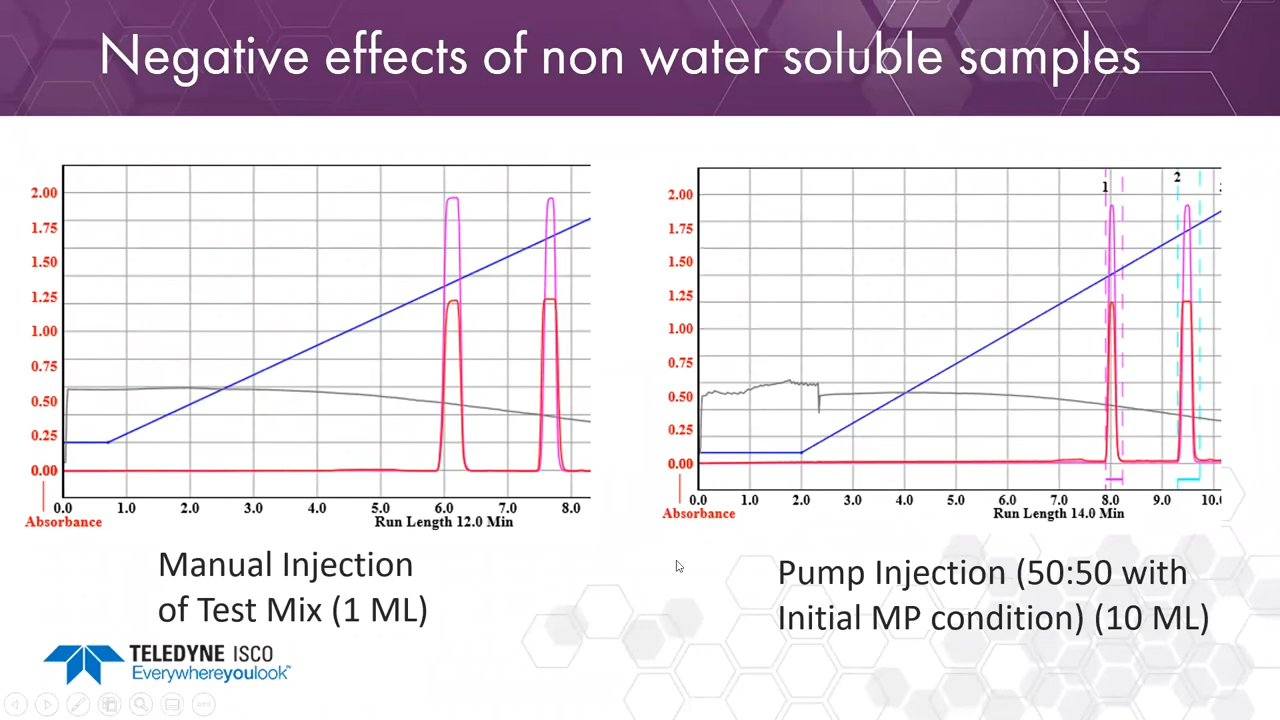 Negative effects of non water soluble samples
2.00
1.75
1.50
1.25
1.00
0.75
0.50
0.25
0.00
0.0 1.0 2.0 3.0 4.0 5.0 6.0 7.0 8.0
Absorbance
Run Length 12.0 Min
1 2
2.00
1.75
1.50
1.25
1.00
0.75
0.50
0.25
0.00
0.0 1.0 2.0 3.0 4.0 5.0 6.0 7.0 8.0 9.0 10.0
Absorbance
Run Length 14.0 Min
Manual Injection
of Test Mix (1 ML)
Pump Injection (50:50 with
Initial MP condition) (10 ML)
TELEDYNE ISCO
Everywhereyoulook™